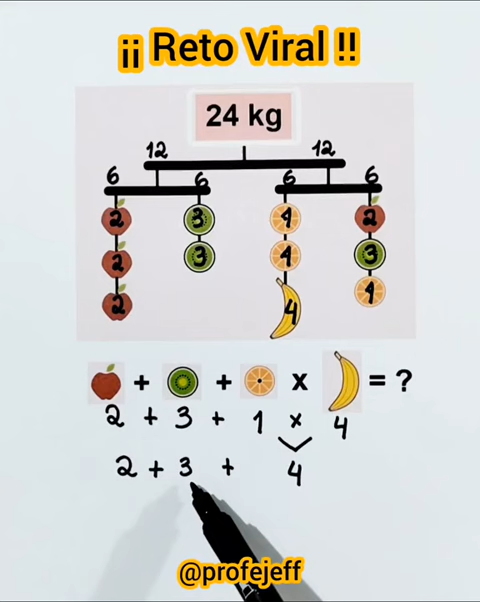 ¡¡ Reto Viral !!
24 kg
12 12
6 6 6 6
2 3 1 2
2 3 1 3
2 4 1
+ + x = ?
2 + 3 + 1 × 4
2 + 3 + 4
@profejeff